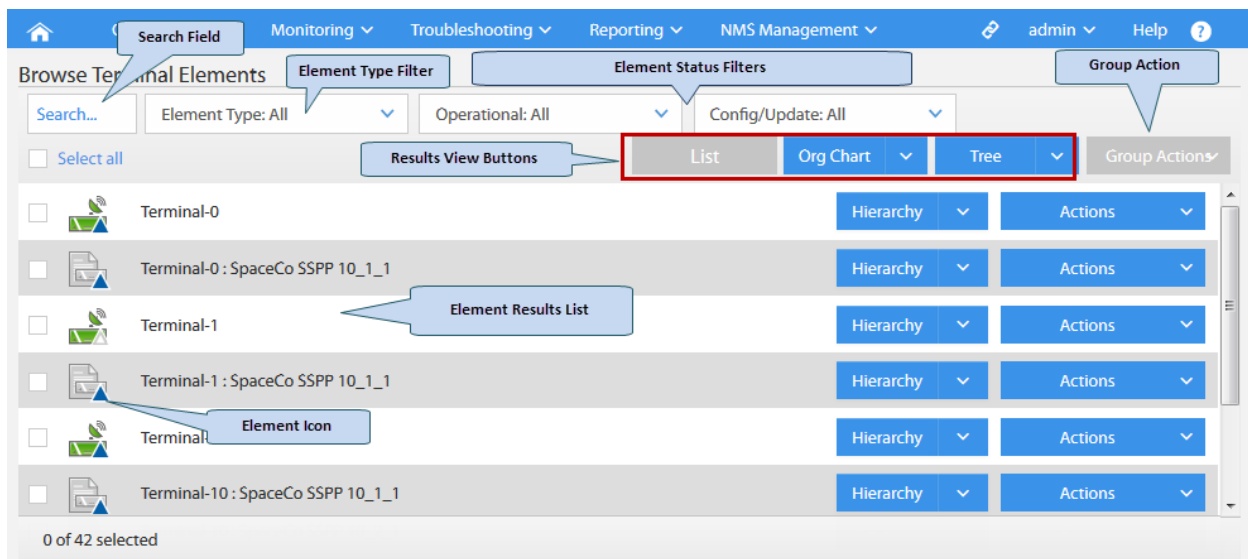 Search Field
Monitoring
Troubleshooting
Reporting
NMS Management
admin
Help
?
Browse Terminal Elements
Element Type Filter
Element Status Filters
Group Action
Search...
Element Type: All
Operational: All
Config/Update: All
Select all
Results View Buttons
List
Org Chart
Tree
Group Actions
Terminal-0
Hierarchy
Actions
Terminal-0 : SpaceCo SSPP 10_1_1
Hierarchy
Actions
Element Results List
Terminal-1
Hierarchy
Actions
Terminal-1 : SpaceCo SSPP 10_1_1
Hierarchy
Actions
Element Icon
Terminal-
Hierarchy
Actions
Terminal-10 : SpaceCo SSPP 10_1_1
Hierarchy
Actions
0 of 42 selected